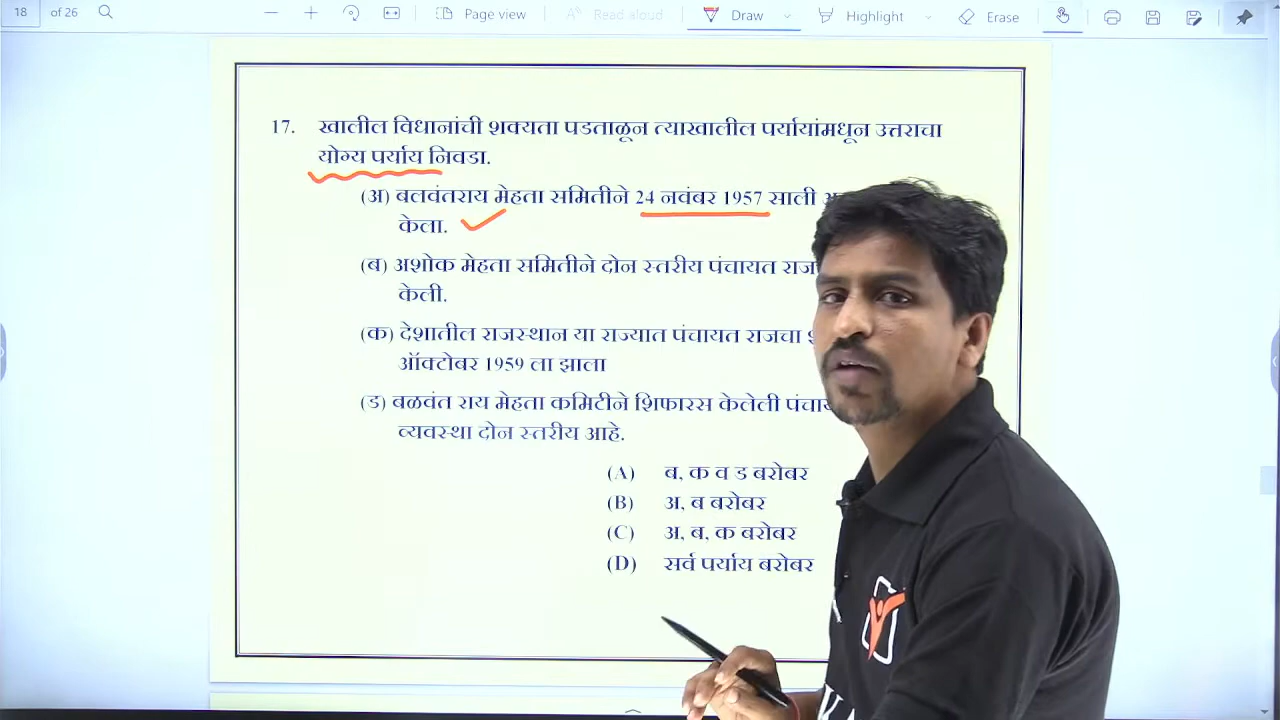 18 of 26 Page view Read aloud Draw Highlight Erase
17. खालील विधानांची शक्यता पडताळून त्याखालील पर्यायांमधून उत्तराचा
योग्य पर्याय निवडा.
(अ) बलवंतराय मेहता समितीने 24 नवंबर 1957 साली
केला.
(ब) अशोक मेहता समितीने दोन स्तरीय पंचायत राज
केली.
(क) देशातील राजस्थान या राज्यात पंचायत राजचा
ऑक्टोबर 1959 ला झाला
(ड) बळवंत राय मेहता कमिटीने शिफारस केलेली
व्यवस्था दोन स्तरीय आहे.
(A) ब, क व ड बरोबर
(B) अ, ब बरोबर
(C) अ, ब, क बरोबर
(D) सर्व पर्याय बरोबर